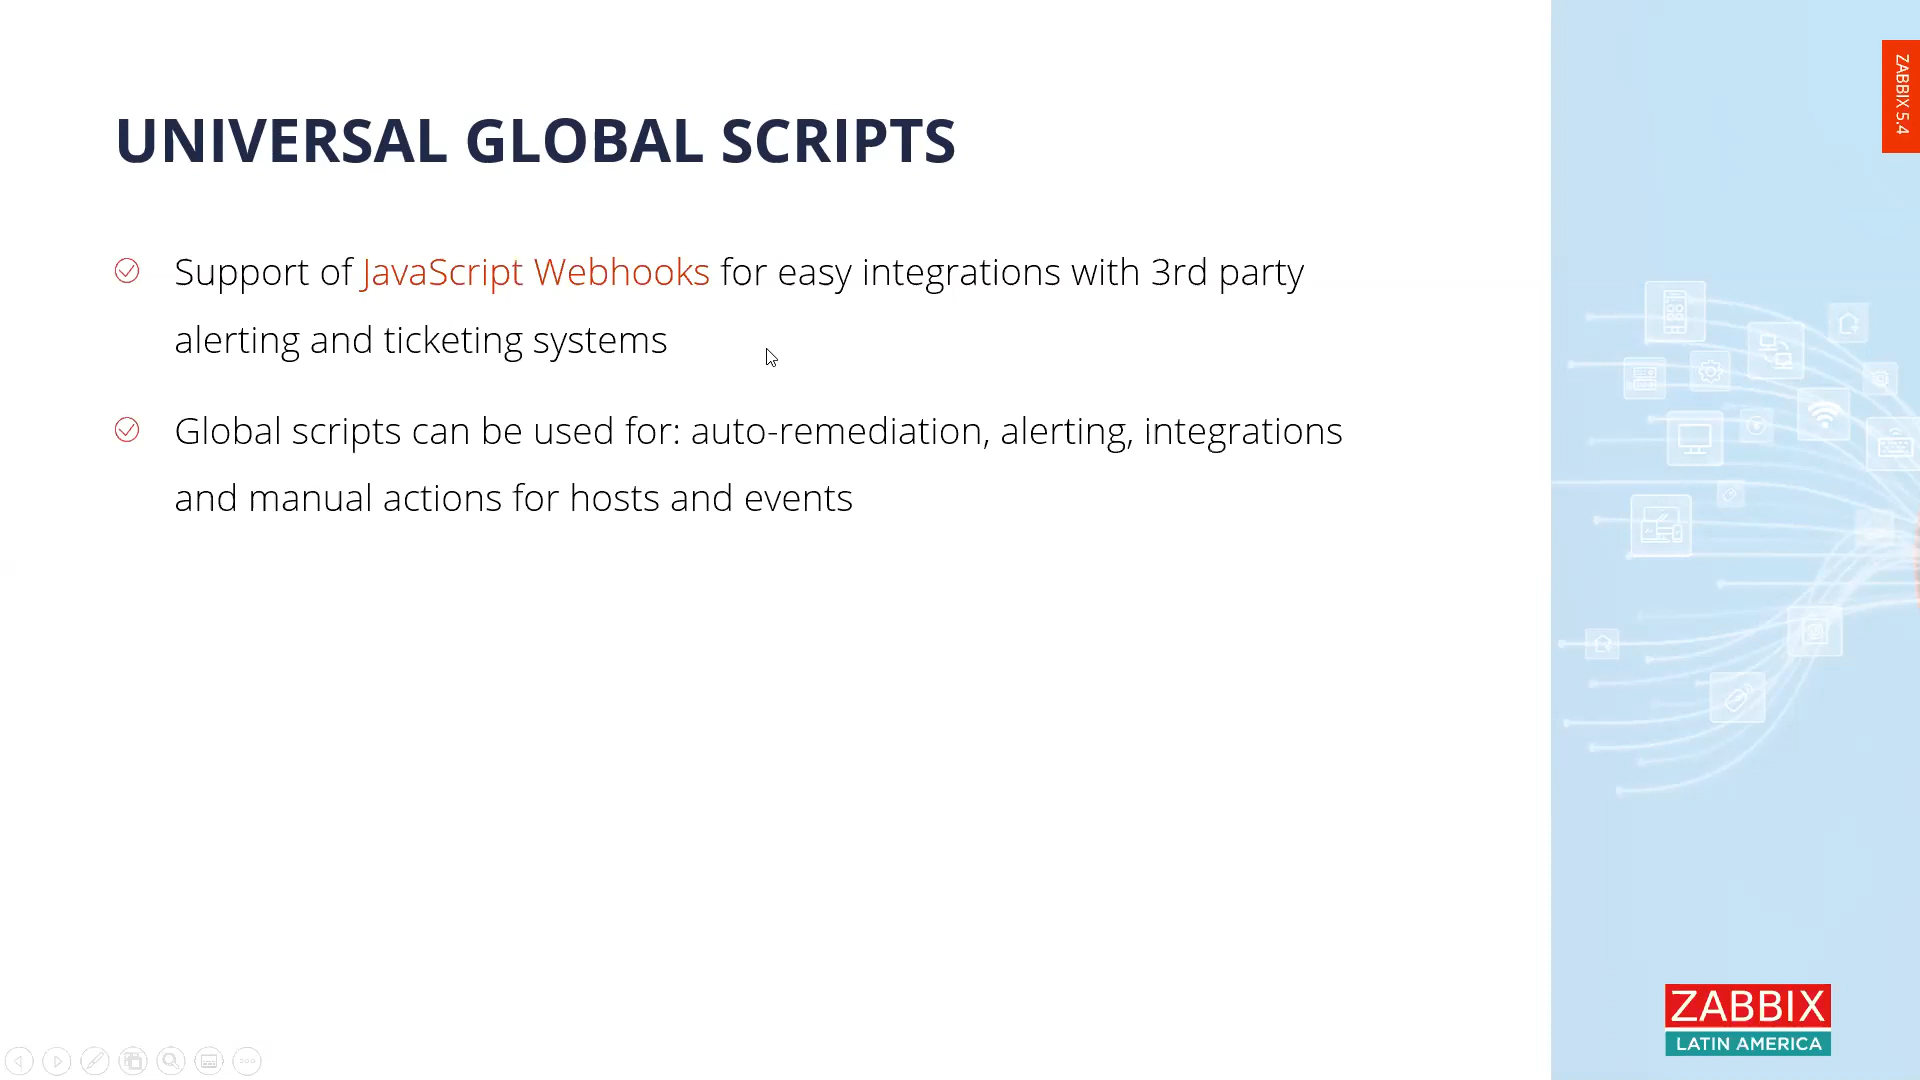 ZABBIX 5.4
UNIVERSAL GLOBAL SCRIPTS
Support of JavaScript Webhooks for easy integrations with 3rd party
alerting and ticketing systems
Global scripts can be used for: auto-remediation, alerting, integrations
and manual actions for hosts and events
ZABBIX
LATIN AMERICA